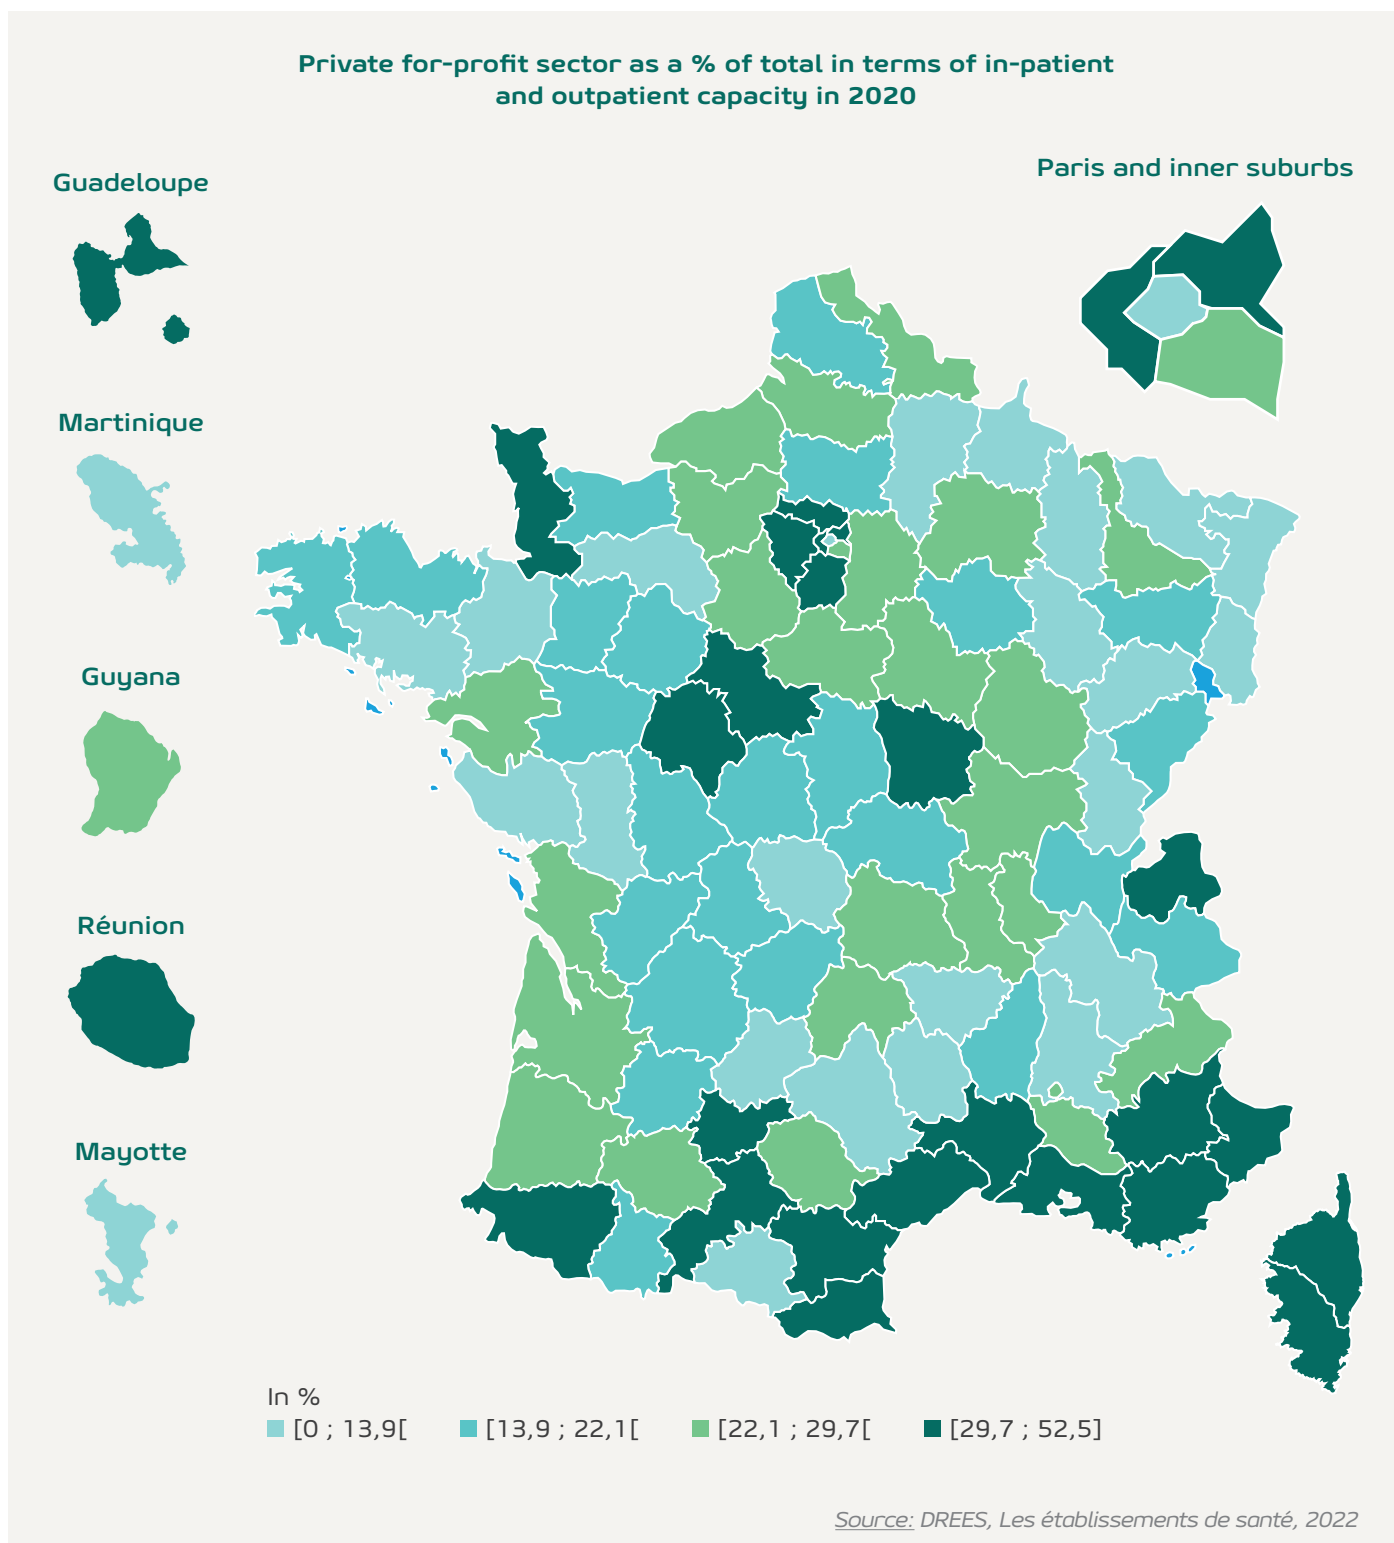 Private for-profit sector as a % of total in terms of in-patient
and outpatient capacity in 2020
Guadeloupe
Paris and inner suburbs
Martinique
Guyana
Réunion
Mayotte
In %
[0 ; 13,9[
[13,9 ; 22,1[
[22,1 ; 29,7[
[29,7 ; 52,5]
Source: DREES, Les établissements de santé, 2022